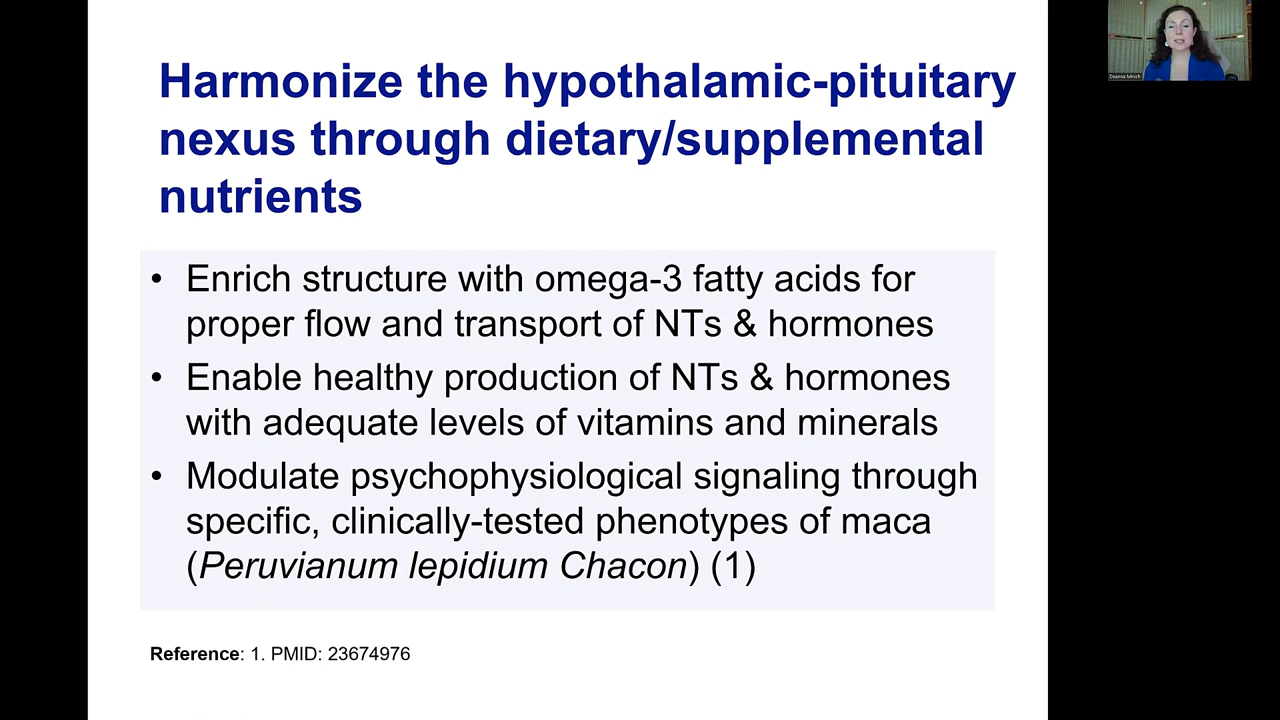 Harmonize the hypothalamic-pituitary
nexus through dietary/supplemental
nutrients
• Enrich structure with omega-3 fatty acids for
proper flow and transport of NTs & hormones
• Enable healthy production of NTs & hormones
with adequate levels of vitamins and minerals
• Modulate psychophysiological signaling through
specific, clinically-tested phenotypes of maca
(Peruvianum lepidium Chacon) (1)
Reference: 1. PMID: 23674976
Deanna Minich